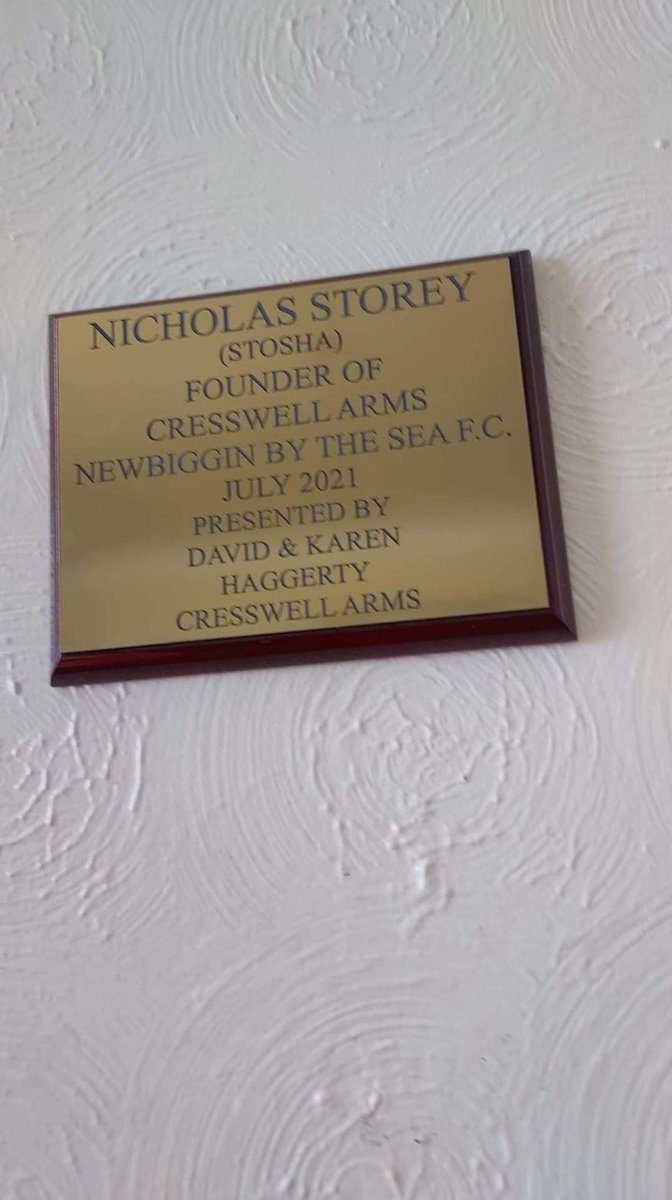 NICHOLAS STOREY
(STOSHA)
FOUNDER OF
CRESSWELL ARMS
NEWBIGGIN BY THE SEA F.C.
JULY 2021
PRESENTED BY
DAVID & KAREN
HAGGERTY
CRESSWELL ARMS